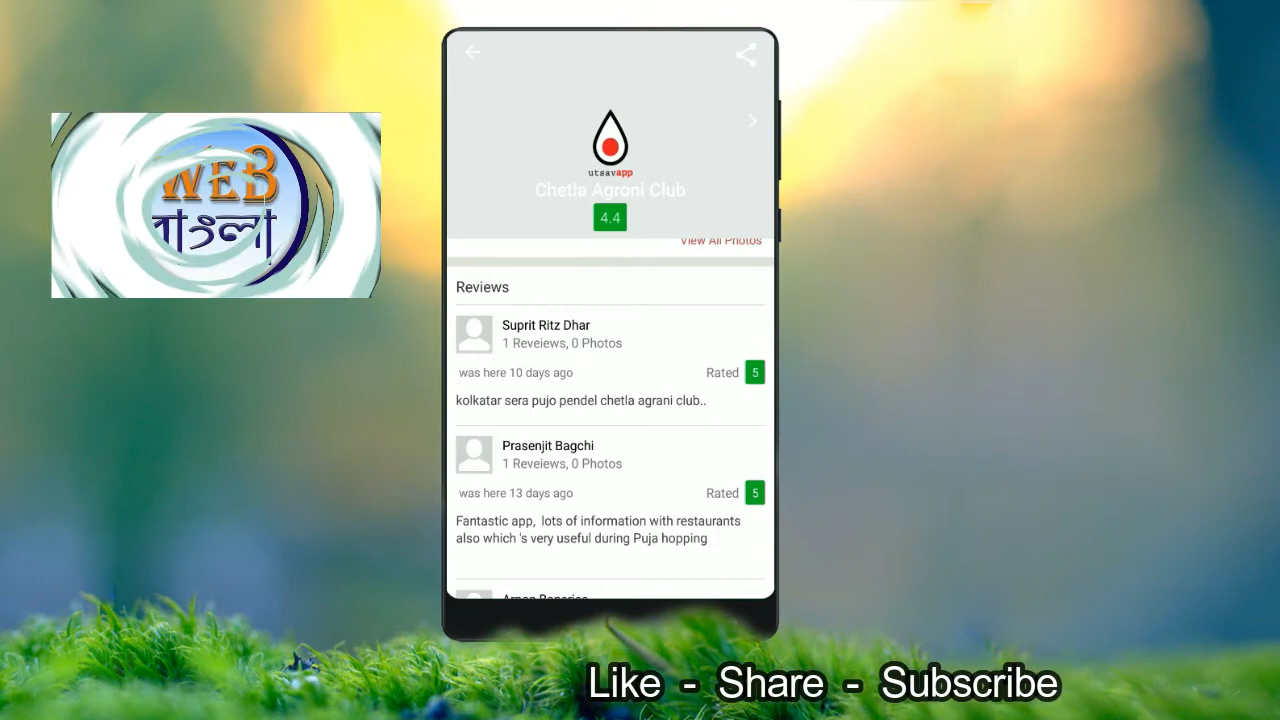 WEB
বাংলা
utsavapp
Chetla Agroni Club
4.4
View All Photos
Reviews
Suprit Ritz Dhar
1 Reveiews, 0 Photos
was here 10 days ago
Rated 5
kolkatar sera pujo pendel chetla agrani club..
Prasenjit Bagchi
1 Reveiews, 0 Photos
was here 13 days ago
Rated 5
Fantastic app, lots of information with restaurants
also which 's very useful during Puja hopping
Like - Share - Subscribe